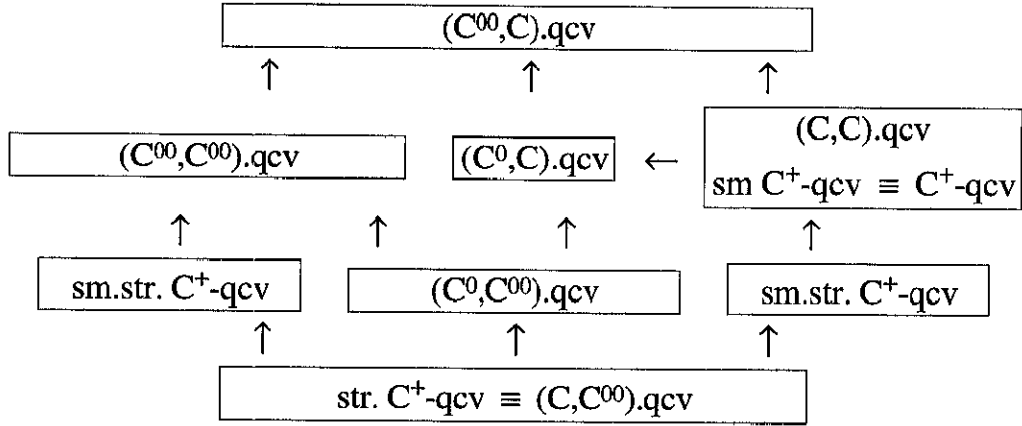 (C⁰⁰,C).qcv
↑ ↑ ↑
(C⁰⁰,C⁰⁰).qcv (C⁰,C).qcv ← (C,C).qcv
sm C⁺-qcv ≡ C⁺-qcv
↑ ↑ ↑ ↑
sm.str. C⁺-qcv (C⁰,C⁰⁰).qcv sm.str. C⁺-qcv
↑ ↑ ↑
str. C⁺-qcv ≡ (C,C⁰⁰).qcv